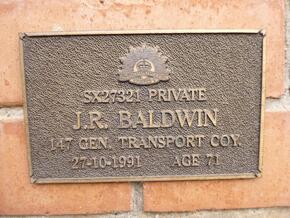 SX27321 PRIVATE
J.R. BALDWIN
147 GEN. TRANSPORT COY.
27-10-1991 AGE 71